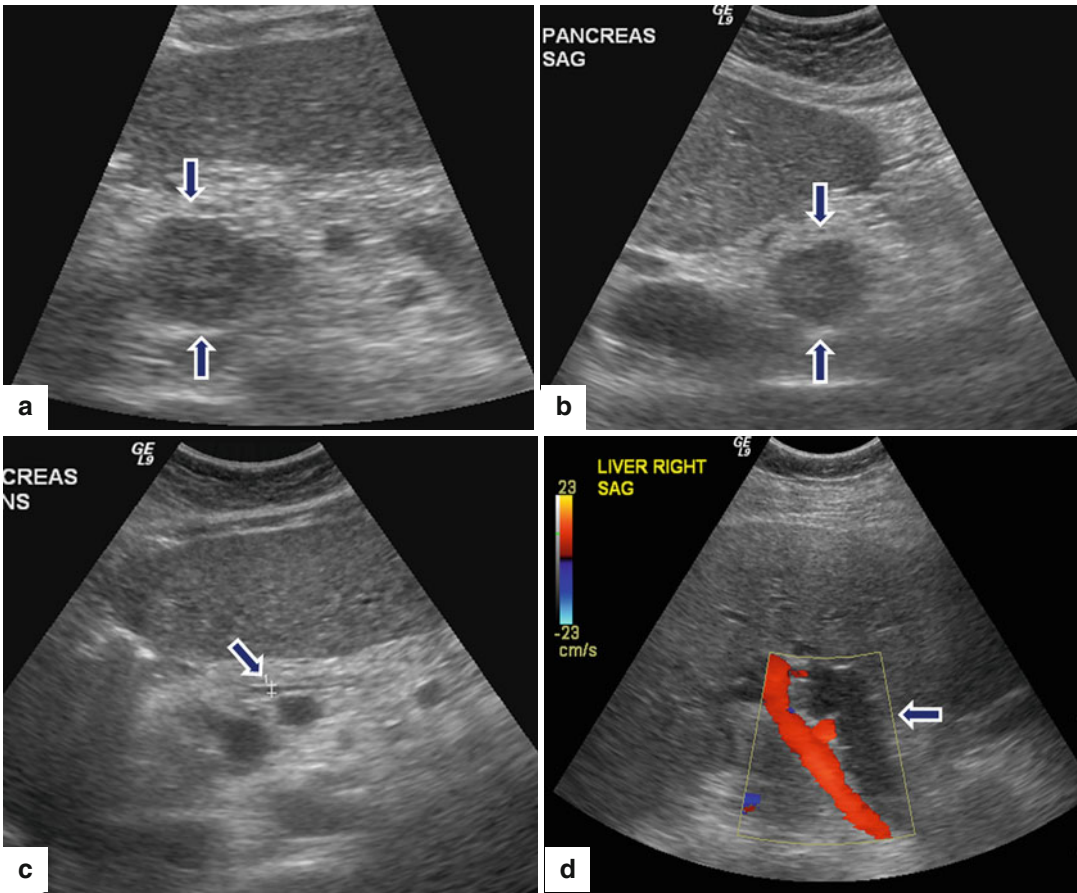 GE
L9
PANCREAS
SAG
a
b
GE
L9
CREAS
NS
c
GE
L9
LIVER RIGHT
SAG
23
-23
cm/s
d